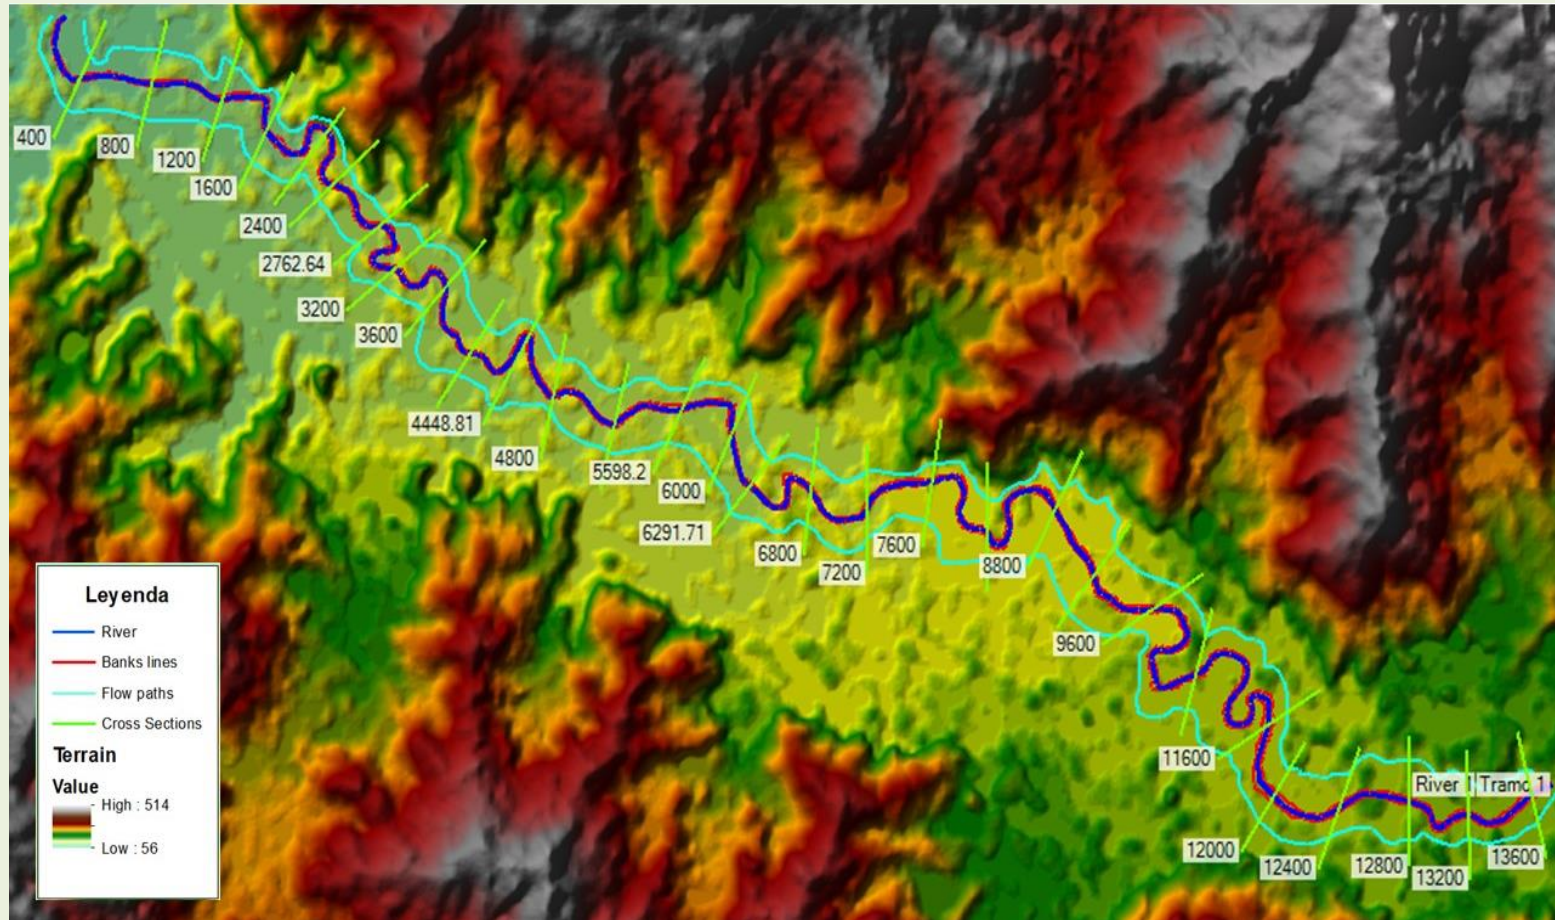 400
800
1200
1600
2400
2762.64
3200
3600
4448.81
4800
5598.2
6000
6291.71
6800
7200
7600
8800
9600
11600
River 1 Tramo 1
12000
12400
12800
13200
13600
Leyenda
River
Banks lines
Flow paths
Cross Sections
Terrain
Value
High : 514
Low : 56